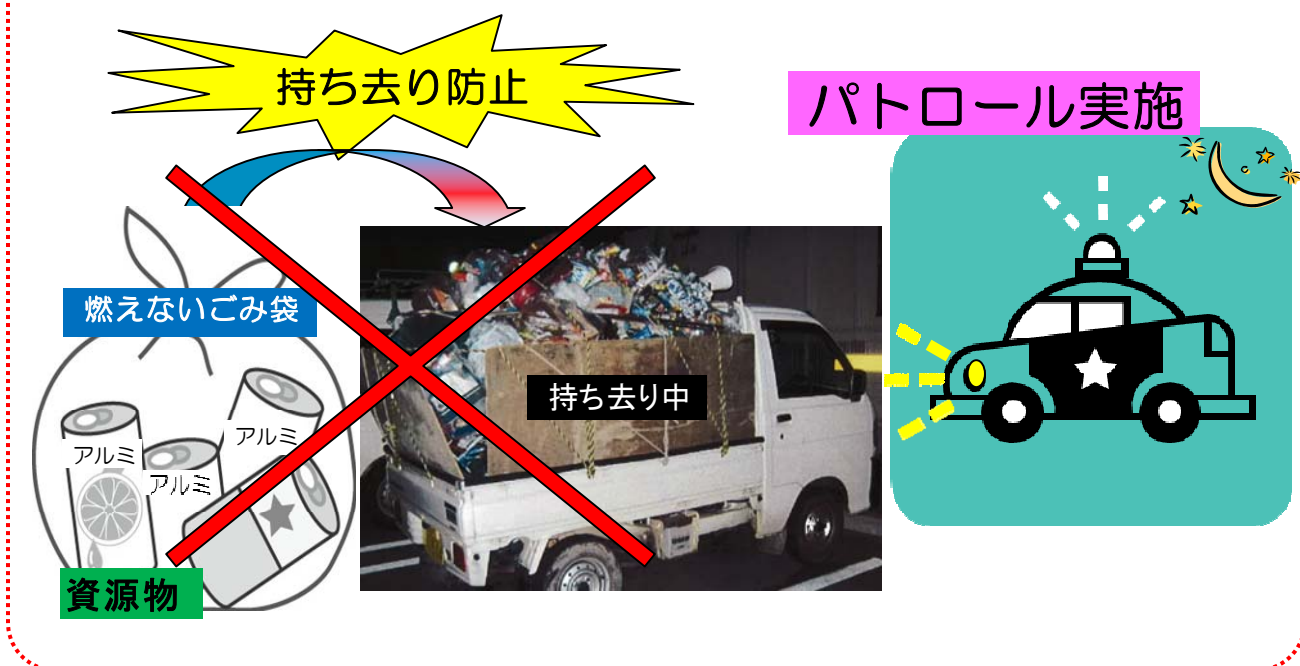 持ち去り防止
パトロール実施
燃えないごみ袋
アルミ
アルミ
アルミ
持ち去り中
資源物